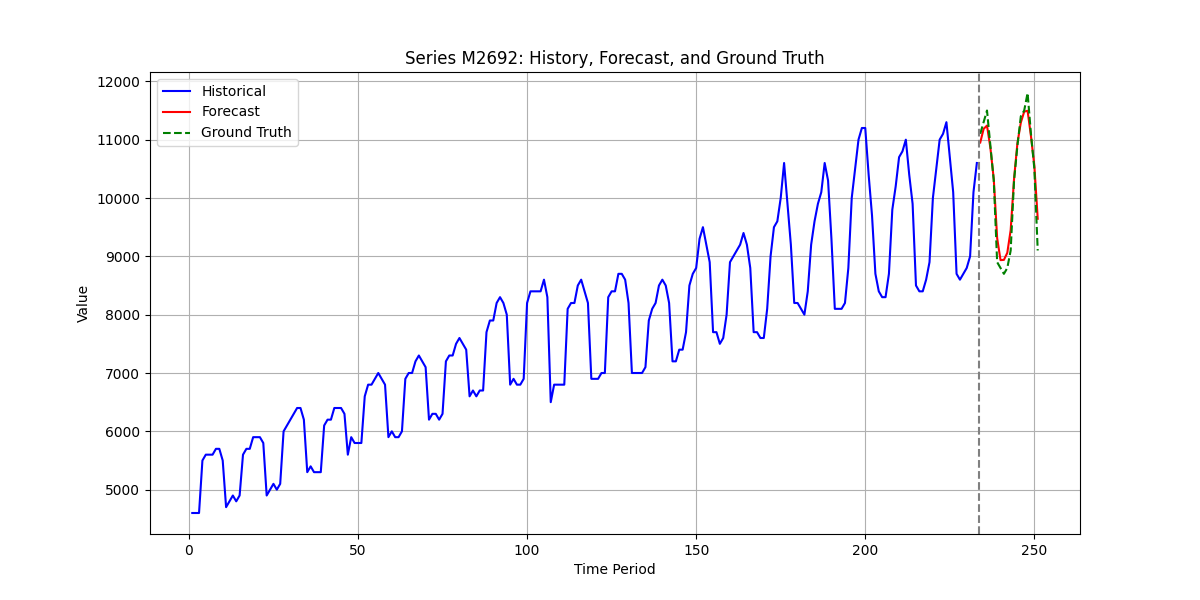 Series M2692: History, Forecast, and Ground Truth
Historical
Forecast
Ground Truth
12000
11000
10000
9000
8000
7000
6000
5000
Value
0
50
100
150
200
250
Time Period